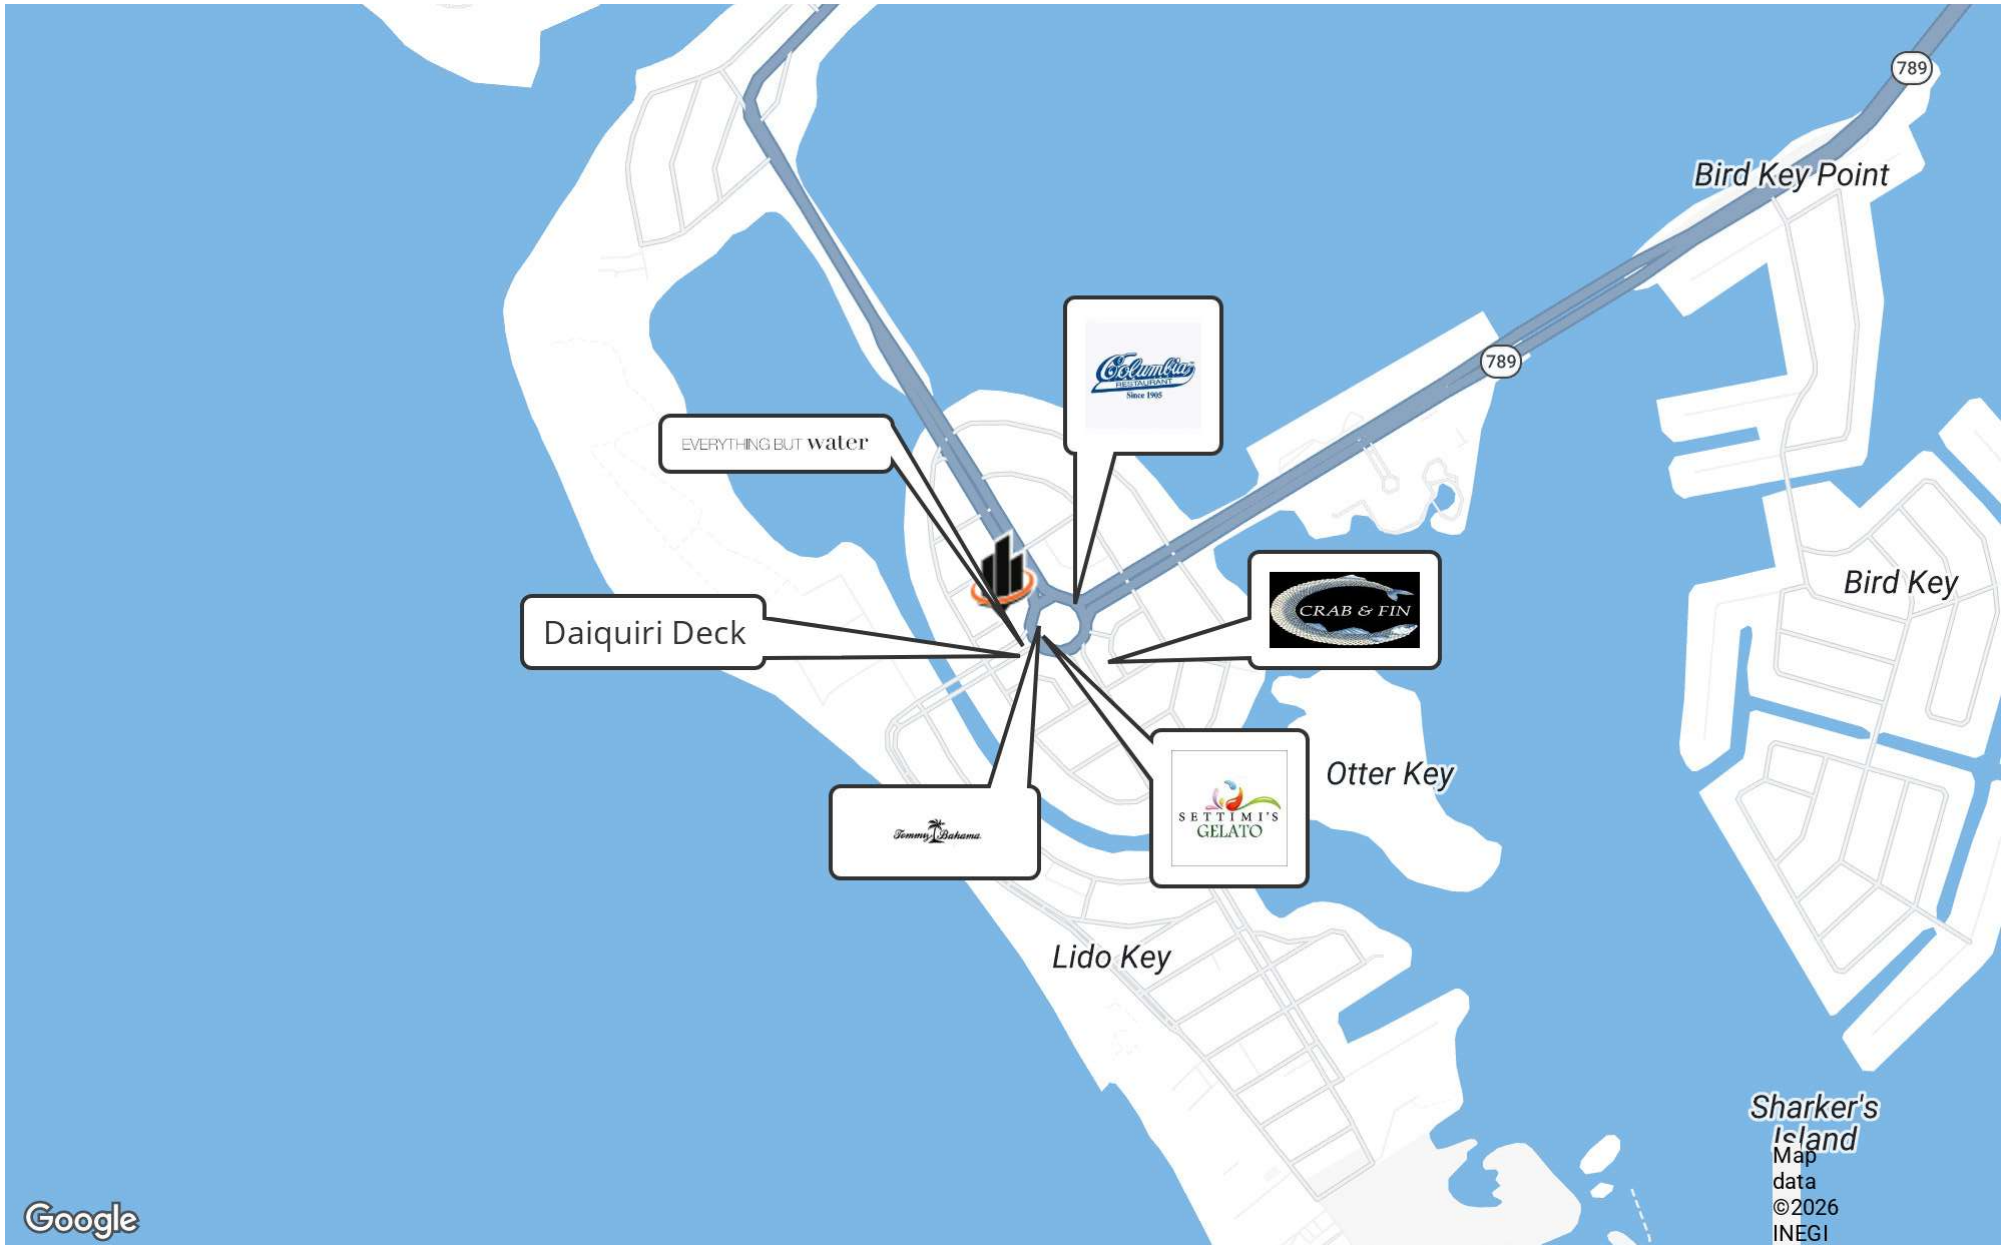 789
Bird Key Point
Columbia
RESTAURANT
Since 1905
789
EVERYTHING BUT water
CRAB & FIN
Bird Key
Daiquiri Deck
Otter Key
SETTIMI'S
GELATO
Tommy Bahama
Lido Key
Sharker's
Island
Map
data
©2026
INEGI
Google